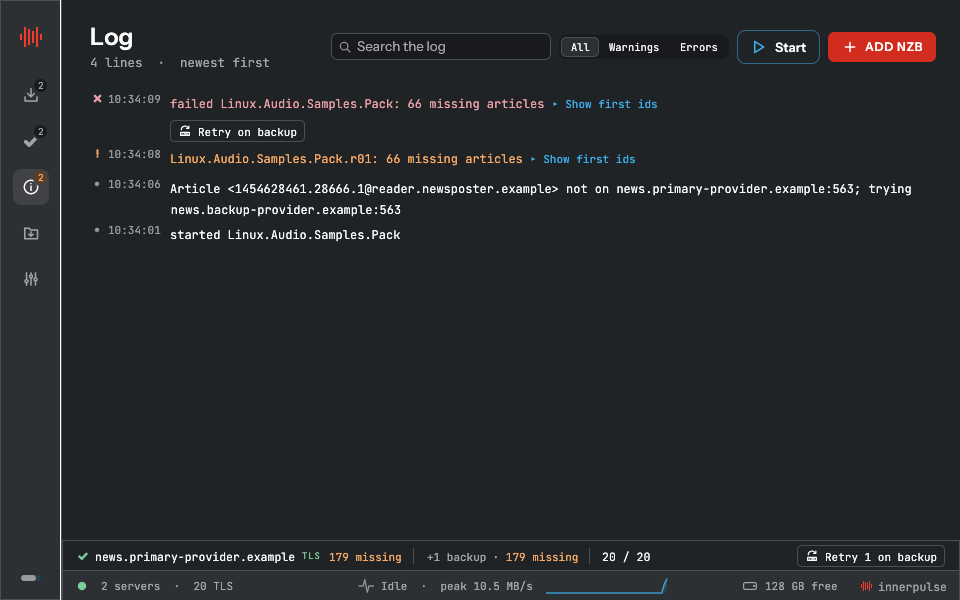 Log
4 lines · newest first
Search the log
All Warnings Errors
Start
+ ADD NZB
2
2
2
10:34:09 failed Linux.Audio.Samples.Pack: 66 missing articles ▸ Show first ids
Retry on backup
! 10:34:08 Linux.Audio.Samples.Pack.r01: 66 missing articles ▸ Show first ids
• 10:34:06 Article <1454628461.28666.1@reader.newsposter.example> not on news.primary-provider.example:563; trying
news.backup-provider.example:563
• 10:34:01 started Linux.Audio.Samples.Pack
news.primary-provider.example TLS 179 missing +1 backup · 179 missing 20 / 20 Retry 1 on backup
2 servers · 20 TLS Idle · peak 10.5 MB/s 128 GB free innerpulse